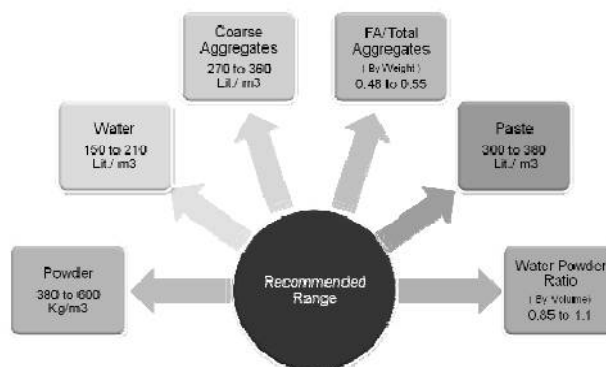 Coarse
Aggregates
270 to 360
Lit./ m3
FA/Total
Aggregates
( By Weight )
0.48 to 0.55
Water
150 to 210
Lit./ m3
Paste
300 to 380
Lit./ m3
Powder
380 to 600
Kg/m3
Recommended
Range
Water Powder
Ratio
( By Volume)
0.85 to 1.1